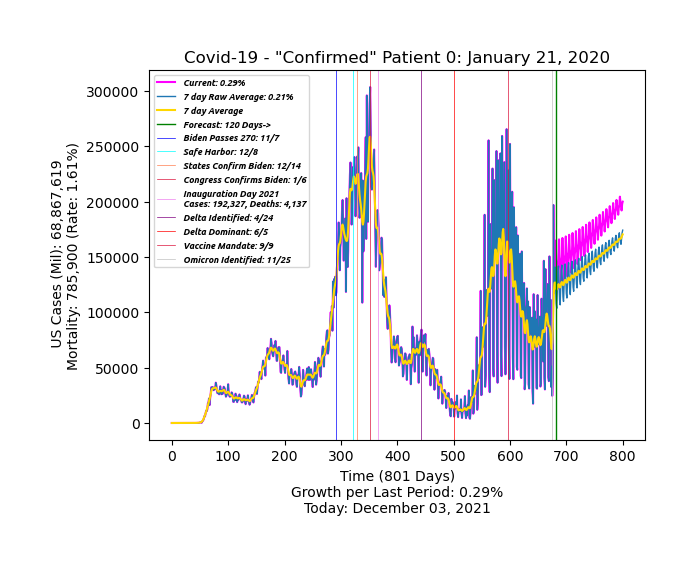 Covid-19 - "Confirmed" Patient 0: January 21, 2020
Current: 0.29%
7 day Raw Average: 0.21%
7 day Average
Forecast: 120 Days->
Biden Passes 270: 11/7
Safe Harbor: 12/8
States Confirm Biden: 12/14
Congress Confirms Biden: 1/6
Inauguration Day 2021
Cases: 192,327, Deaths: 4,137
Delta Identified: 4/24
Delta Dominant: 6/5
Vaccine Mandate: 9/9
Omicron Identified: 11/25
US Cases (Mil): 68,867,619
Mortality: 785,900 (Rate: 1.61%)
300000
250000
200000
150000
100000
50000
0
0 100 200 300 400 500 600 700 800
Time (801 Days)
Growth per Last Period: 0.29%
Today: December 03, 2021